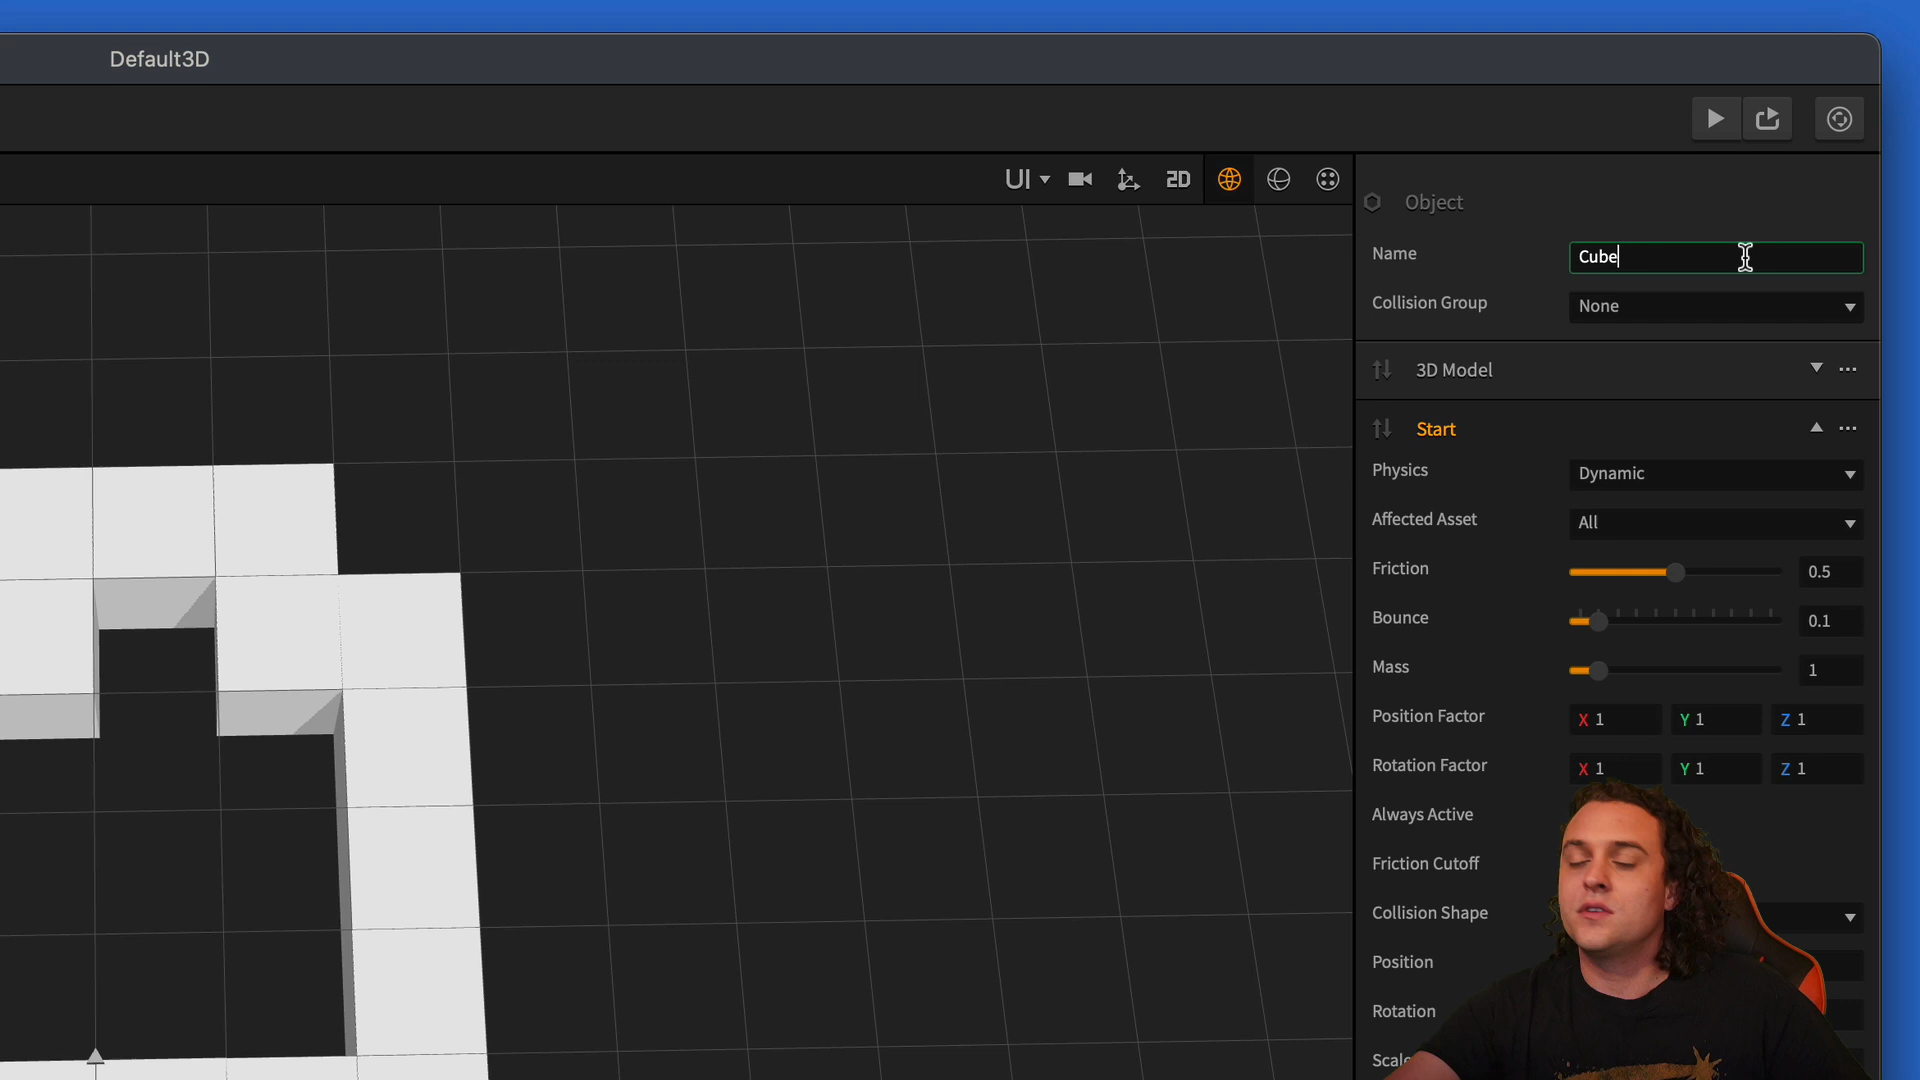 Default3D
UI 2D
Object
Name Cube
Collision Group None
3D Model
Start
Physics Dynamic
Affected Asset All
Friction 0.5
Bounce 0.1
Mass 1
Position Factor X 1 Y 1 Z 1
Rotation Factor X 1 Y 1 Z 1
Always Active
Friction Cutoff
Collision Shape
Position
Rotation
Scale